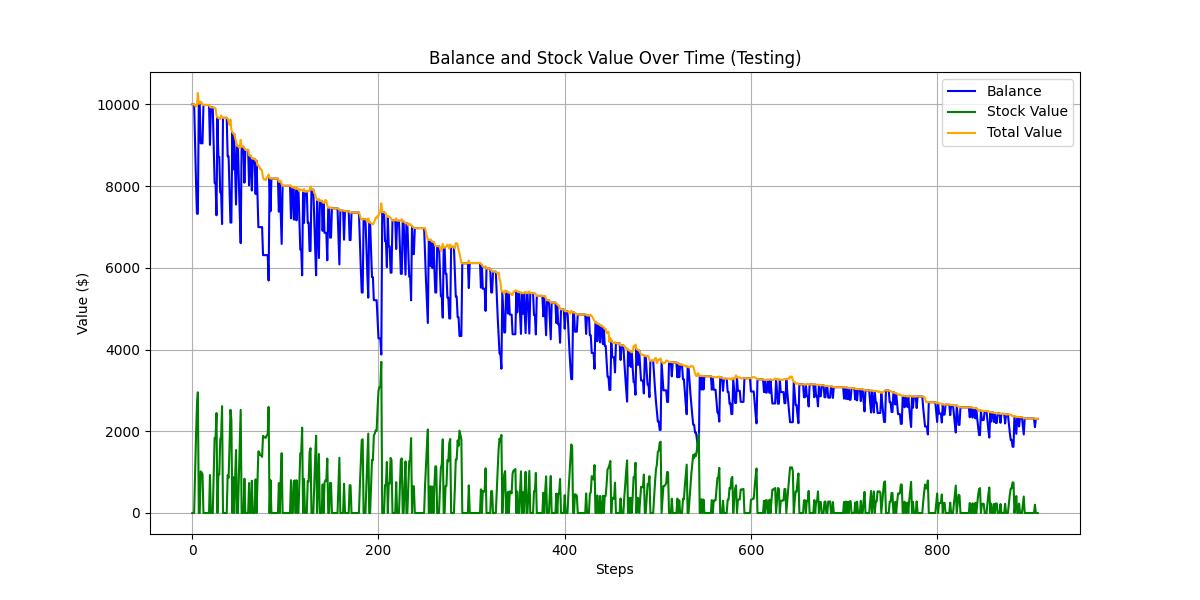 Balance and Stock Value Over Time (Testing)
Balance
Stock Value
Total Value
10000
8000
6000
4000
2000
0
Value ($)
0 200 400 600 800
Steps